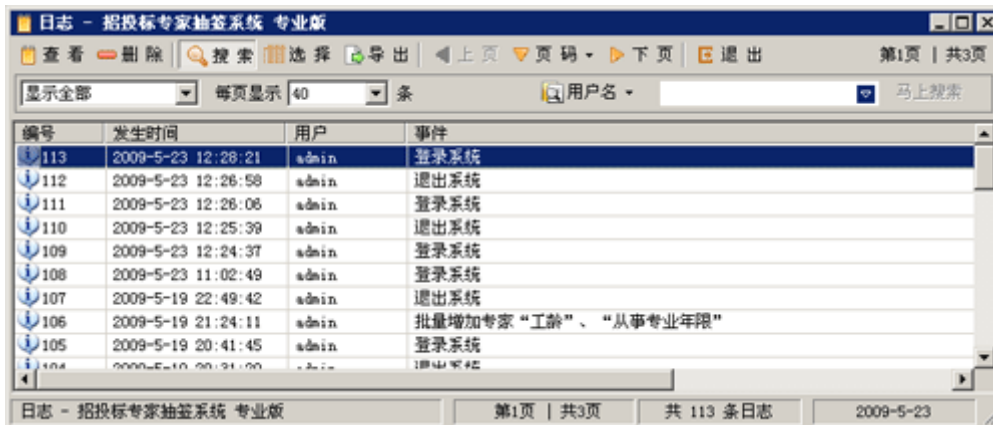 日志 - 招投标专家抽签系统 专业版
查看 删除 搜索 选择 导出 上页 页码 下页 退出 第1页 | 共3页
显示全部 每页显示 40 条 用户名 马上搜索
编号 发生时间 用户 事件
113 2009-5-23 12:28:21 admin 登录系统
112 2009-5-23 12:26:58 admin 退出系统
111 2009-5-23 12:26:06 admin 登录系统
110 2009-5-23 12:25:39 admin 退出系统
109 2009-5-23 12:24:37 admin 登录系统
108 2009-5-23 11:02:49 admin 登录系统
107 2009-5-19 22:49:42 admin 退出系统
106 2009-5-19 21:24:11 admin 批量增加专家“工龄”、“从事专业年限”
105 2009-5-19 20:41:45 admin 登录系统
日志 - 招投标专家抽签系统 专业版 第1页 | 共3页 共 113 条日志 2009-5-23